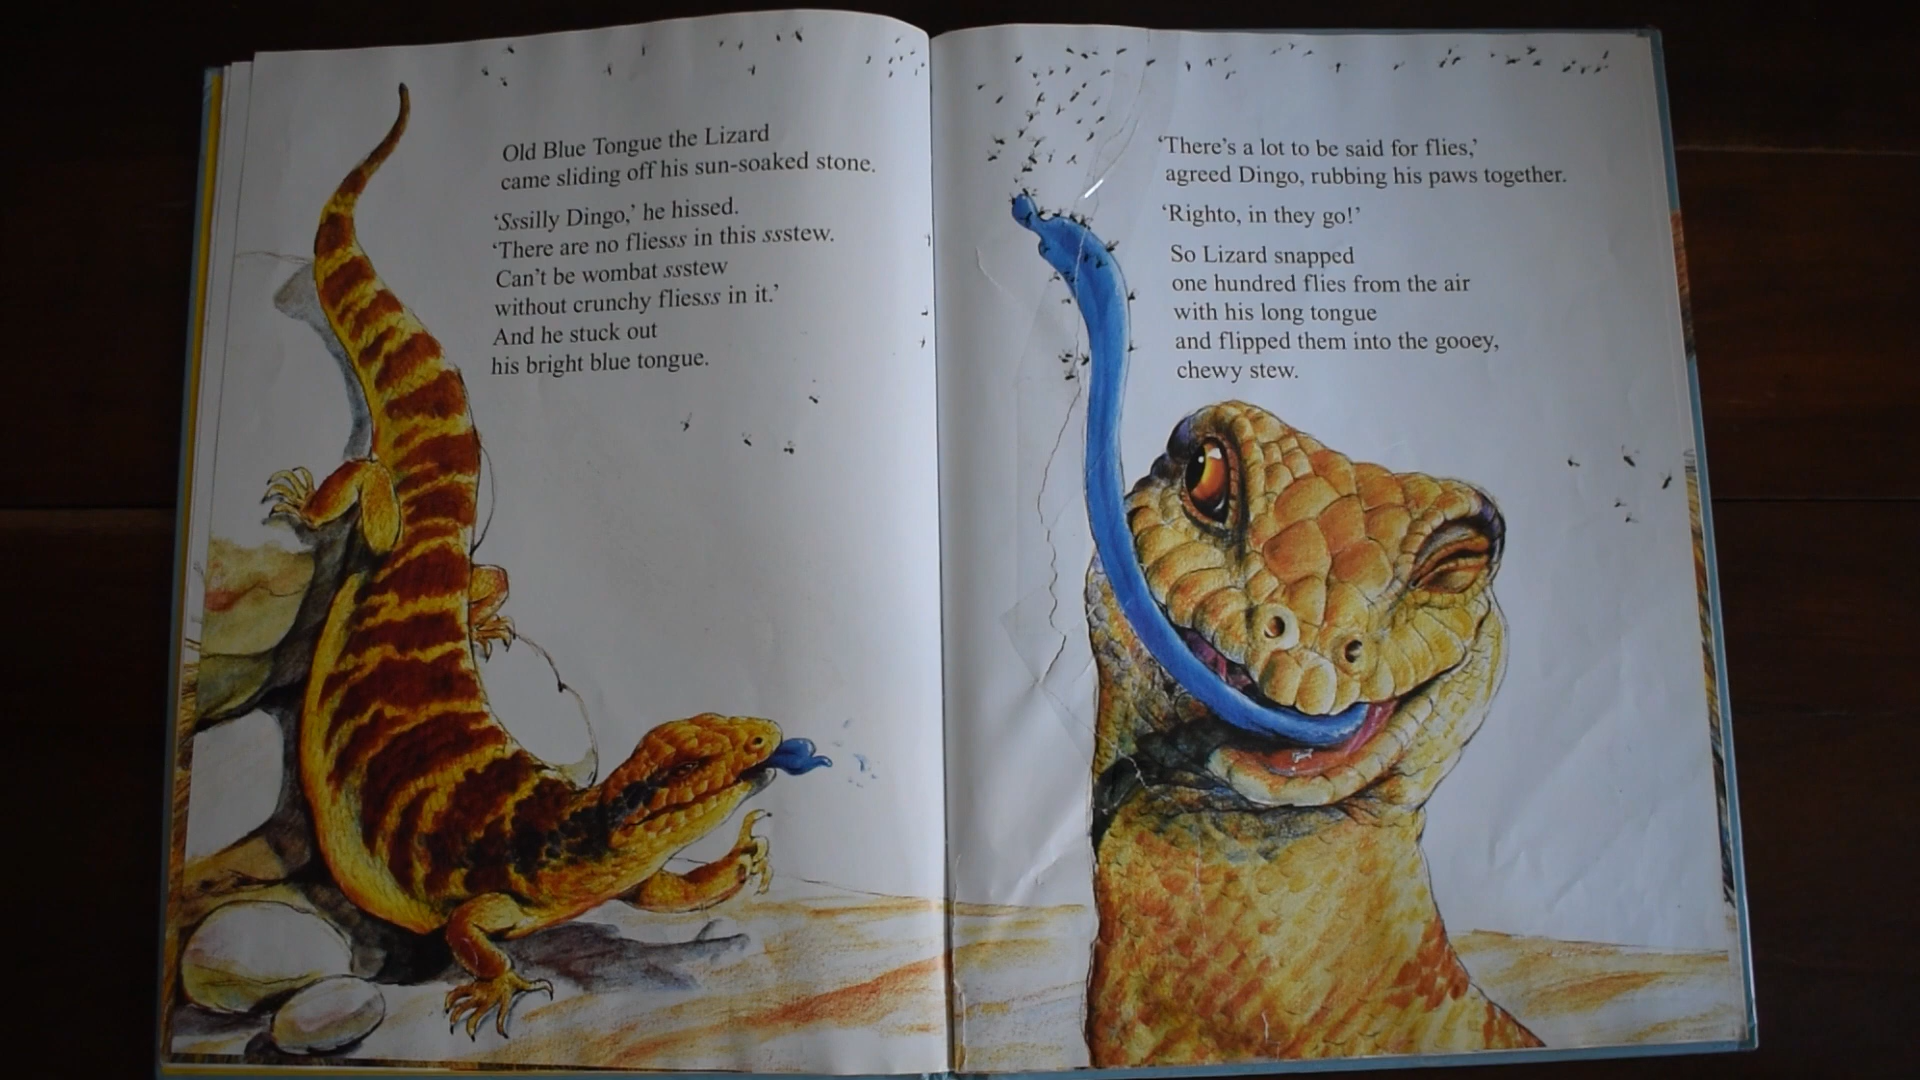 Old Blue Tongue the Lizard
came sliding off his sun-soaked stone.
‘Sssilly Dingo,’ he hissed.
‘There are no fliesss in this ssstew.
Can’t be wombat ssstew
without crunchy fliesss in it.’
And he stuck out
his bright blue tongue.
‘There’s a lot to be said for flies,’
agreed Dingo, rubbing his paws together.
‘Righto, in they go!’
So Lizard snapped
one hundred flies from the air
with his long tongue
and flipped them into the gooey,
chewy stew.